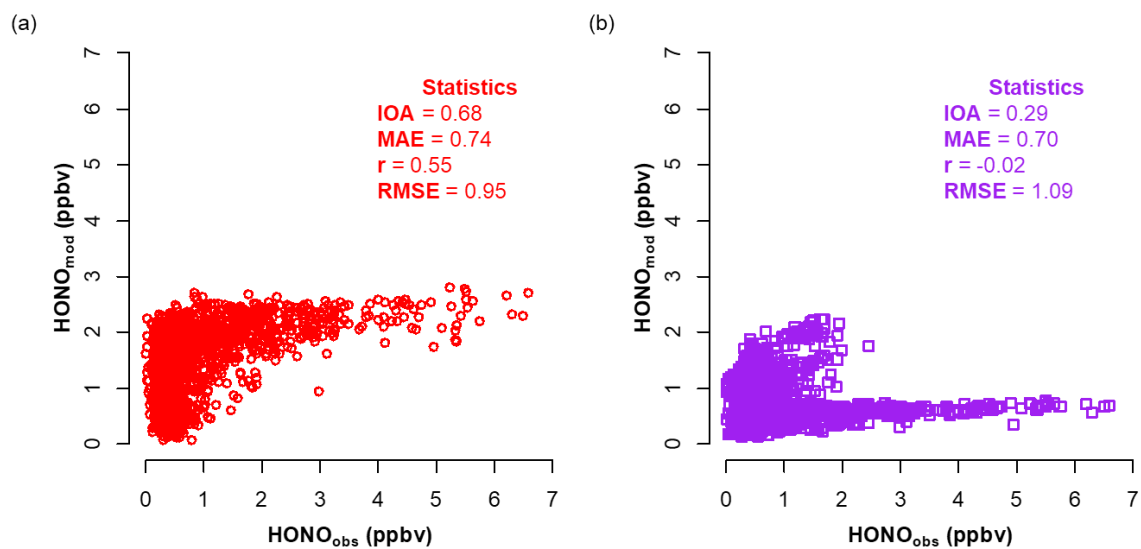 (a)
7
6
5
4
3
2
1
0
HONOmod (ppbv)
Statistics
IOA = 0.68
MAE = 0.74
r = 0.55
RMSE = 0.95
0 1 2 3 4 5 6 7
HONOobs (ppbv)
(b)
7
6
5
4
3
2
1
0
HONOmod (ppbv)
Statistics
IOA = 0.29
MAE = 0.70
r = -0.02
RMSE = 1.09
0 1 2 3 4 5 6 7
HONOobs (ppbv)